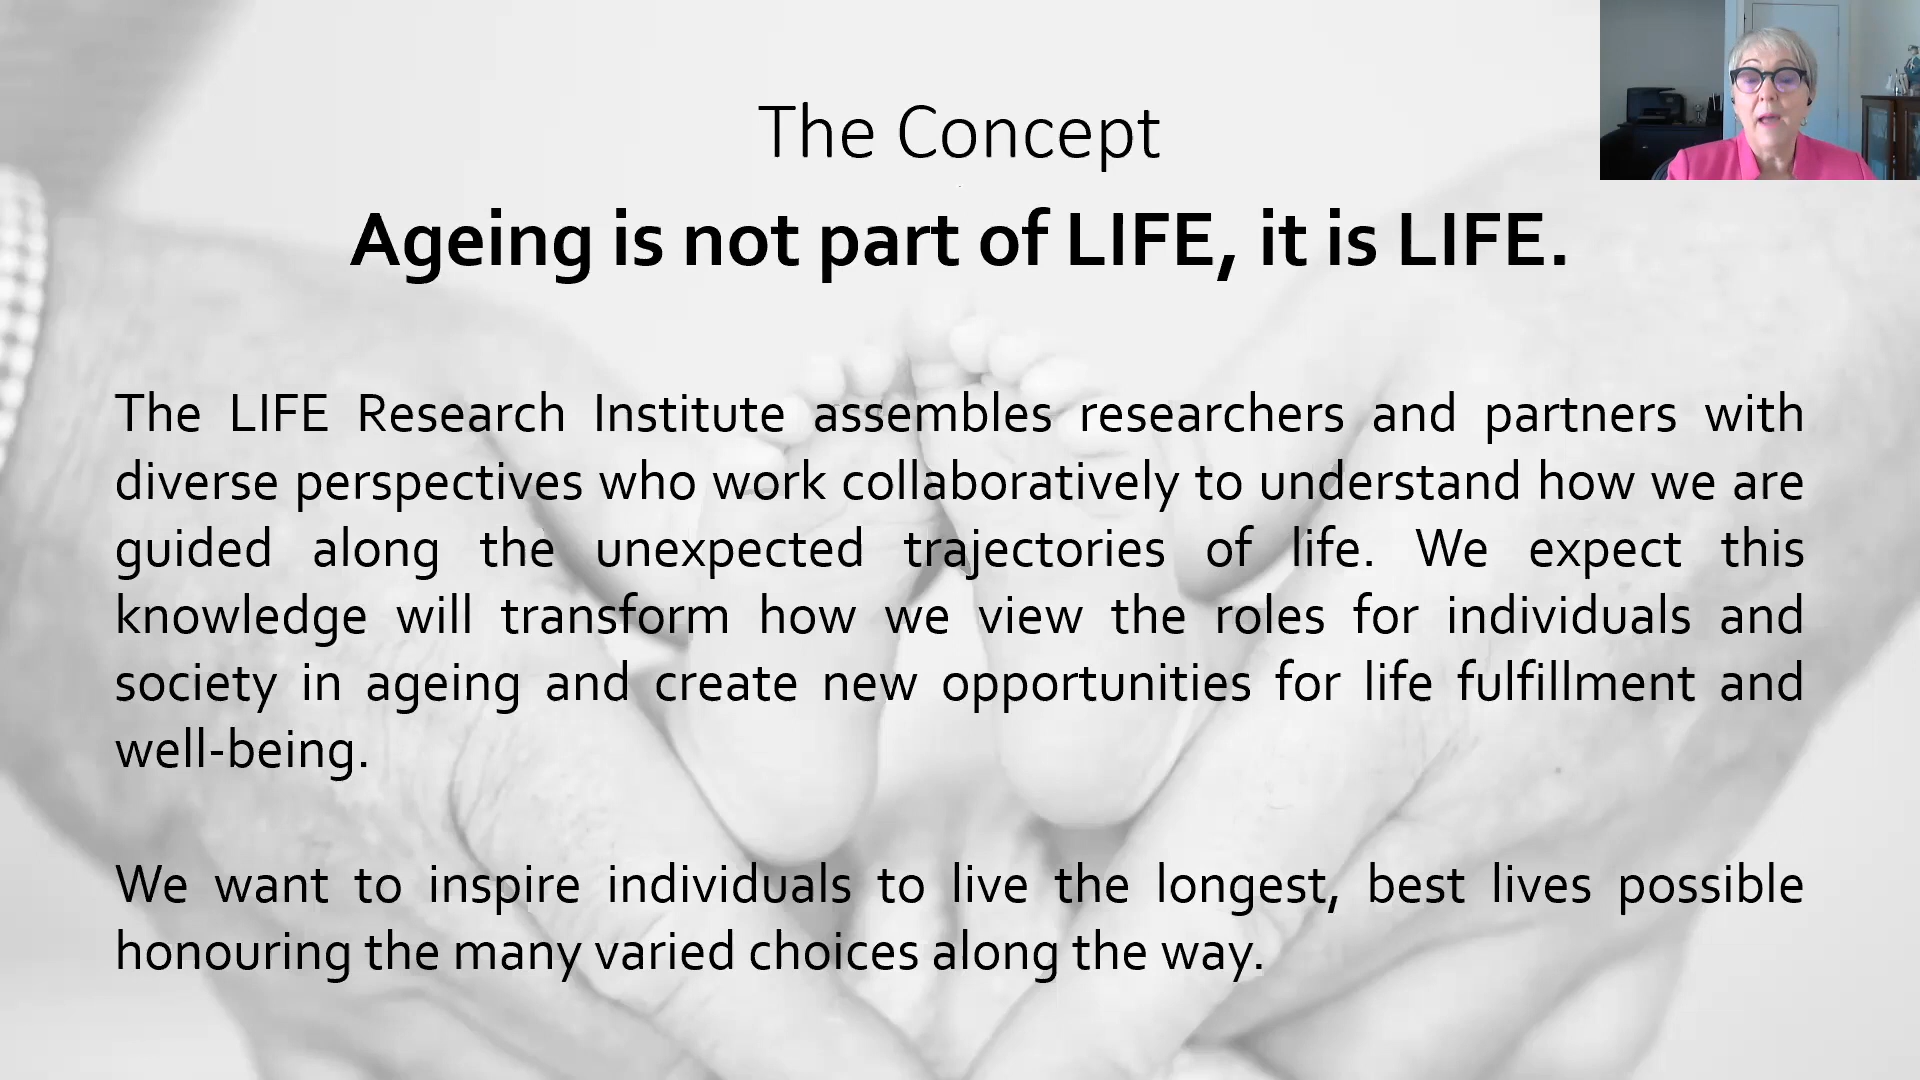 The Concept
Ageing is not part of LIFE, it is LIFE.
The LIFE Research Institute assembles researchers and partners with
diverse perspectives who work collaboratively to understand how we are
guided along the unexpected trajectories of life. We expect this
knowledge will transform how we view the roles for individuals and
society in ageing and create new opportunities for life fulfillment and
well-being.
We want to inspire individuals to live the longest, best lives possible
honouring the many varied choices along the way.